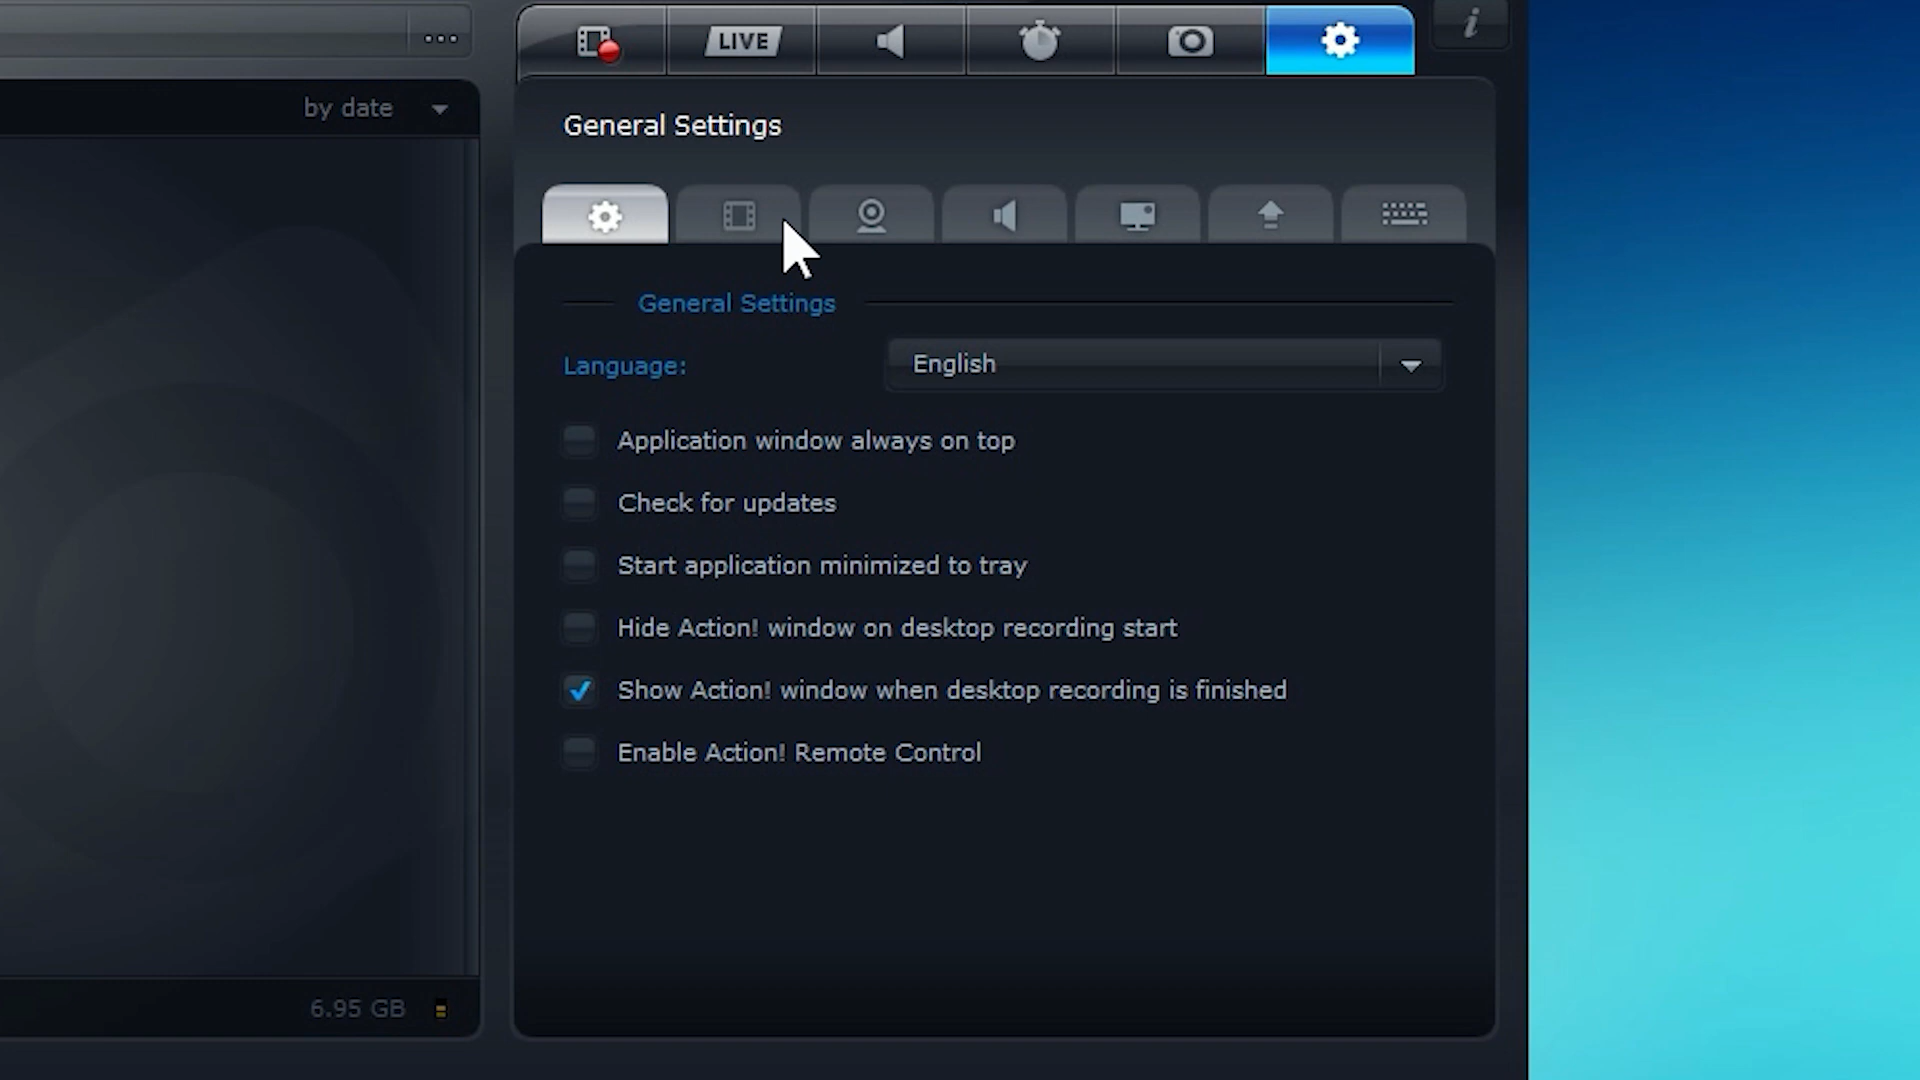 ...
LIVE
i
by date
General Settings
General Settings
Language:
English
Application window always on top
Check for updates
Start application minimized to tray
Hide Action! window on desktop recording start
Show Action! window when desktop recording is finished
Enable Action! Remote Control
6.95 GB